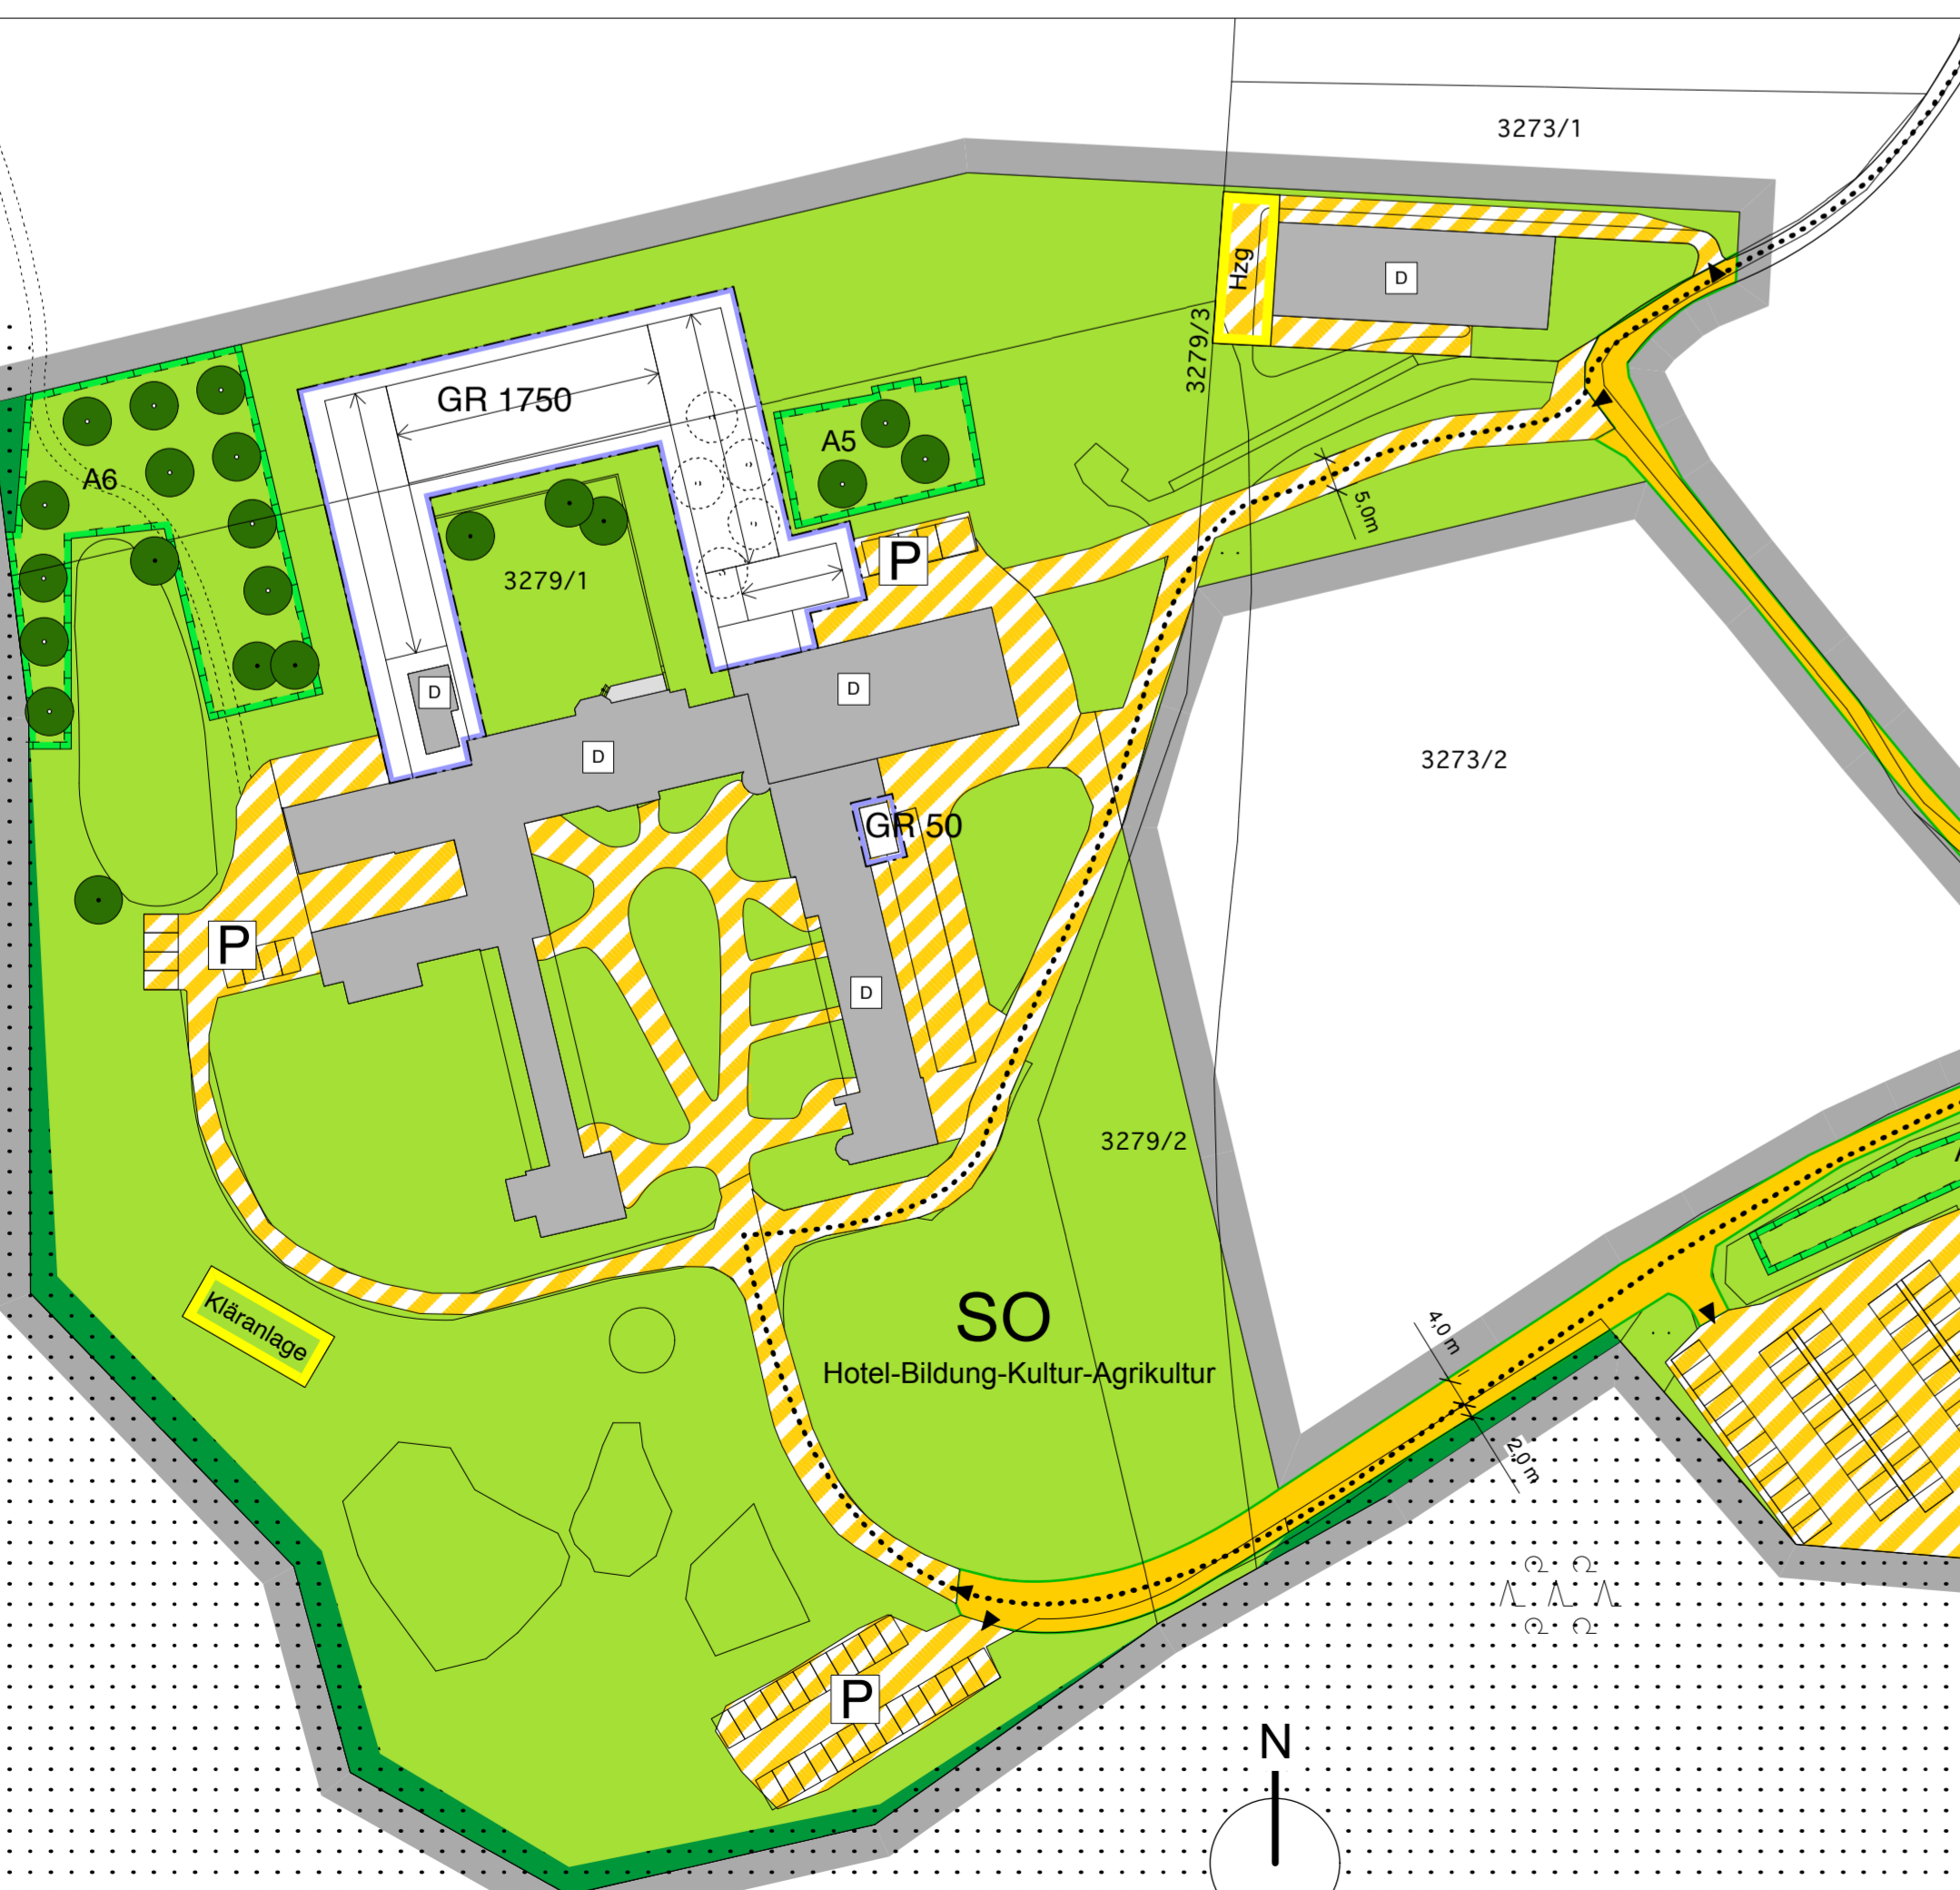 3273/1
Hzg
D
3279/3
GR 1750
A5
A6
5,0m
P
3279/1
D
D
D
3273/2
GR 50
P
D
3279/2
SO
Hotel-Bildung-Kultur-Agrikultur
Kläranlage
4,0 m
2,0 m
P
N